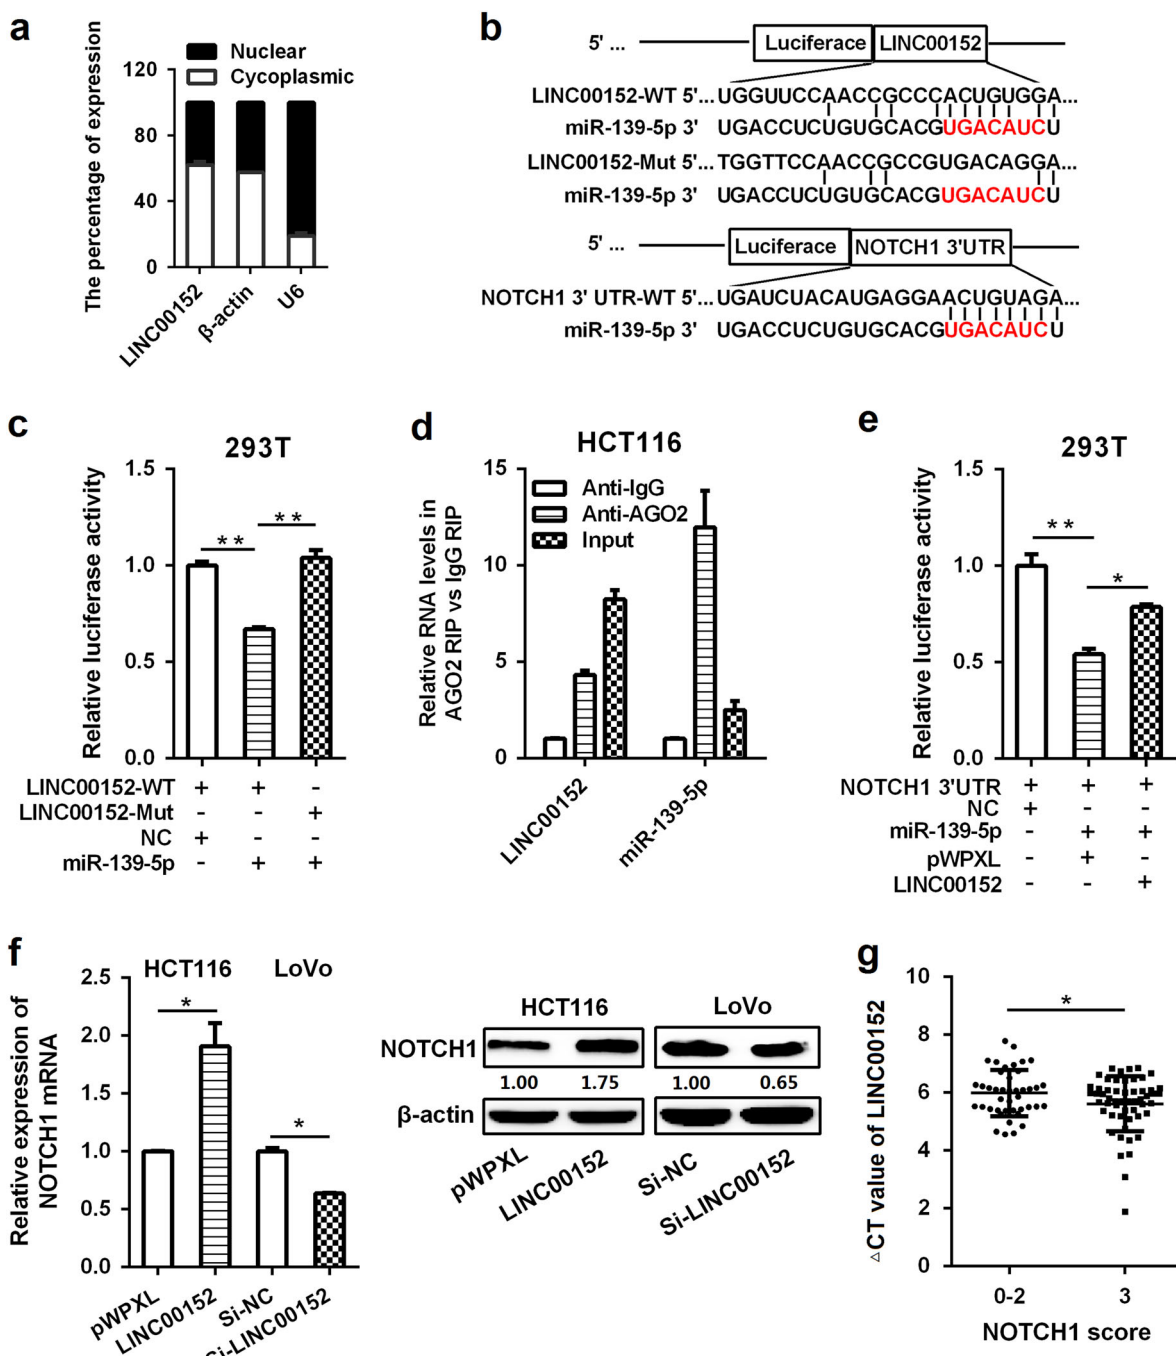 a
Nuclear
Cycoplasmic
The percentage of expression
120
80
40
0
LINC00152
β-actin
U6
b
5' ...
Luciferace
LINC00152
LINC00152-WT 5'...UGGUUCCAACCGCCCACUGUGGA...
miR-139-5p 3' UGACCUCUGUGCACGUGACAUCU
LINC00152-Mut 5'...TGGTTCCAACCGCCGUGACAGGA...
miR-139-5p 3' UGACCUCUGUGCACGUGACAUCU
5' ...
Luciferace
NOTCH1 3'UTR
NOTCH1 3' UTR-WT 5'...UGAUCUACAUGAGGAACUGUAGA...
miR-139-5p 3' UGACCUCUGUGCACGUGACAUCU
c
293T
Relative luciferase activity
1.5
1.0
0.5
0.0
* *
* *
LINC00152-WT + + -
LINC00152-Mut - - +
NC + - -
miR-139-5p - + +
d
HCT116
Relative RNA levels in
AGO2 RIP vs IgG RIP
15
10
5
0
Anti-IgG
Anti-AGO2
Input
LINC00152
miR-139-5p
e
293T
Relative luciferase activity
1.5
1.0
0.5
0.0
* *
*
NOTCH1 3'UTR + + +
NC + - -
miR-139-5p - + +
pWPXL - + -
LINC00152 - - +
f
HCT116
LoVo
Relative expression of
NOTCH1 mRNA
2.5
2.0
1.5
1.0
0.5
0.0
*
*
pWPXL
LINC00152
Si-NC
Si-LINC00152
HCT116
LoVo
NOTCH1
1.00 1.75 1.00 0.65
β-actin
pWPXL
LINC00152
Si-NC
Si-LINC00152
g
△CT value of LINC00152
10
8
6
4
2
0
*
0-2
3
NOTCH1 score